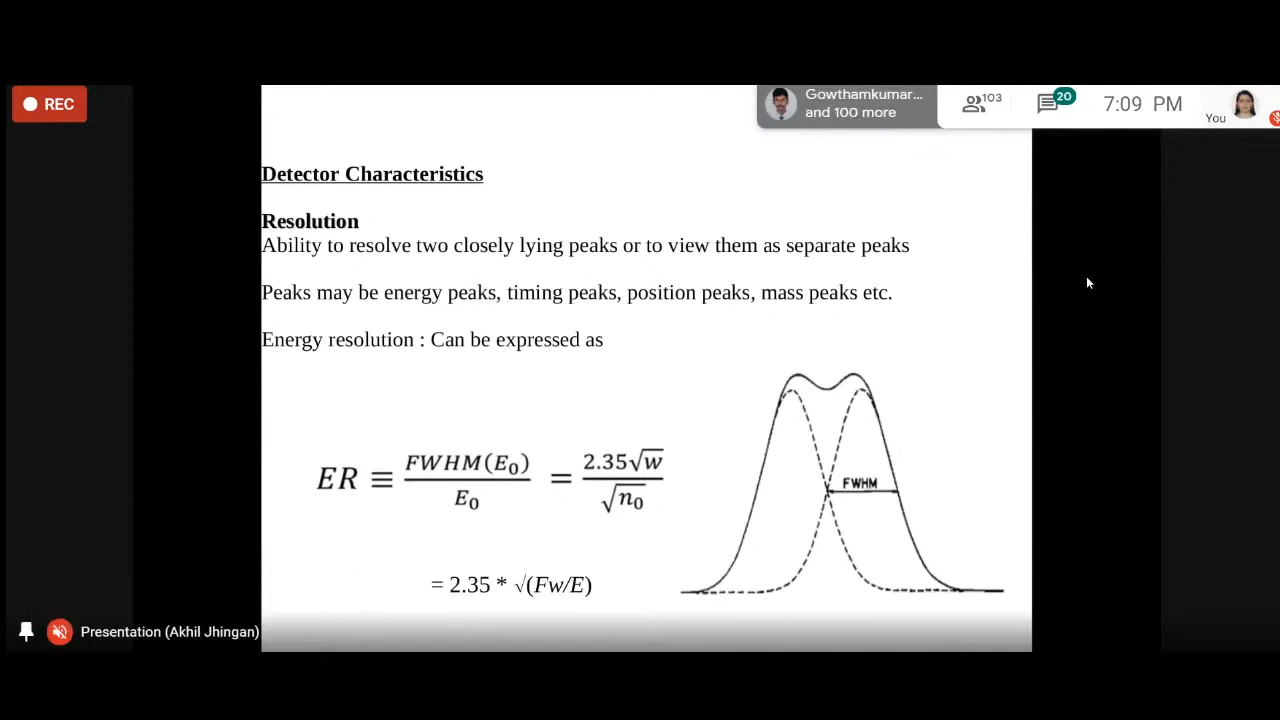 REC
Gowthamkumar...
and 100 more
103
20
7:09 PM
You
Detector Characteristics
Resolution
Ability to resolve two closely lying peaks or to view them as separate peaks
Peaks may be energy peaks, timing peaks, position peaks, mass peaks etc.
Energy resolution : Can be expressed as
ER ≡ FWHM(E₀)/E₀ = 2.35√w/√n₀
FWHM
= 2.35 * √(Fw/E)
Presentation (Akhil Jhingan)